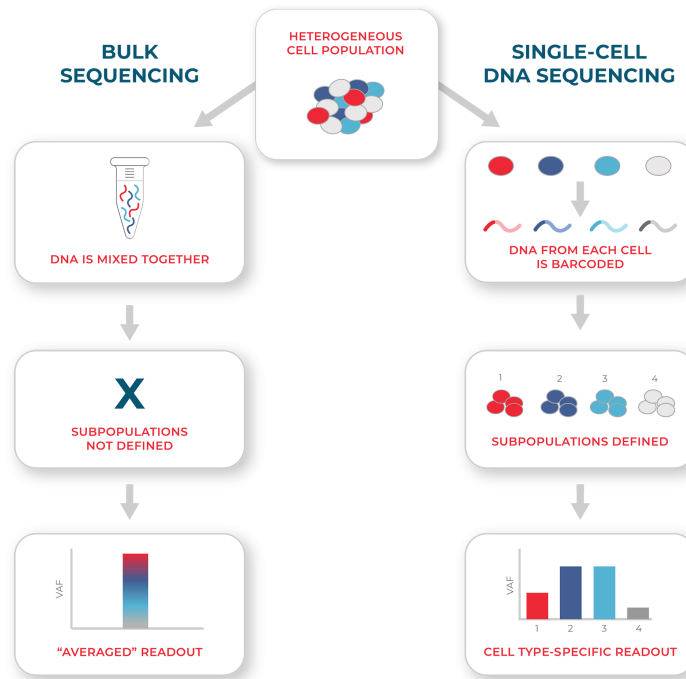 BULK
SEQUENCING
HETEROGENEOUS
CELL POPULATION
SINGLE-CELL
DNA SEQUENCING
DNA IS MIXED TOGETHER
DNA FROM EACH CELL
IS BARCODED
X
SUBPOPULATIONS
NOT DEFINED
1 2 3 4
SUBPOPULATIONS DEFINED
VAF
“AVERAGED” READOUT
VAF
1 2 3 4
CELL TYPE-SPECIFIC READOUT